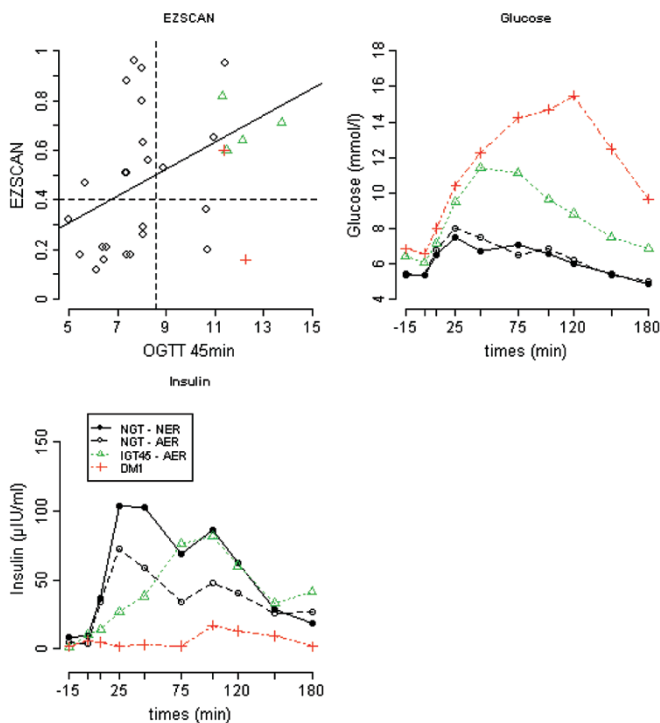 EZSCAN
EZSCAN
1
0.8
0.6
0.4
0.2
0
5 7 9 11 13 15
OGTT 45min
Glucose
Glucose (mmol/l)
16
14
12
10
8
6
4
-15 25 75 120 180
times (min)
Insulin
Insulin (µIU/ml)
150
100
50
0
NGT - NER
NGT - AER
IGT45 - AER
DM1
-15 25 75 120 180
times (min)